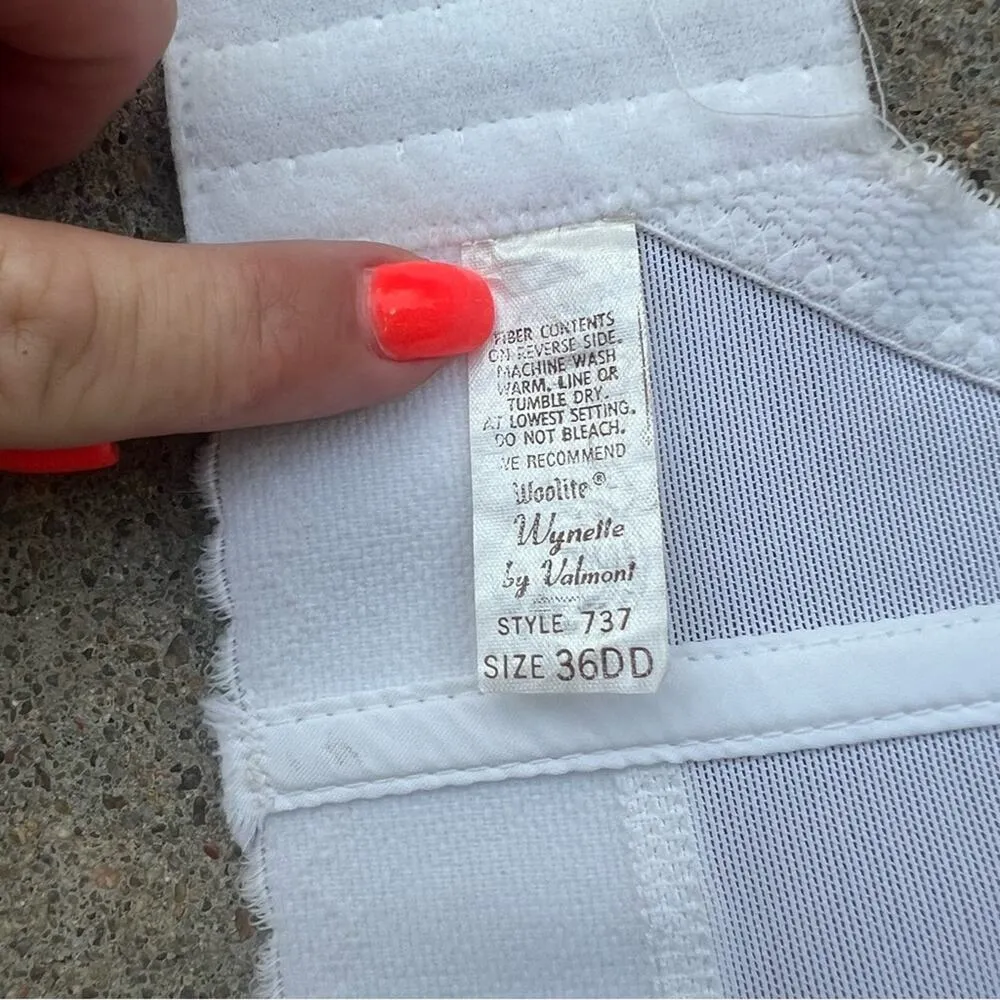 FIBER CONTENTS
ON REVERSE SIDE.
MACHINE WASH
WARM. LINE OR
TUMBLE DRY.
AT LOWEST SETTING.
DO NOT BLEACH.
WE RECOMMEND
Woolite®
Wynette
by Valmont
STYLE 737
SIZE 36DD